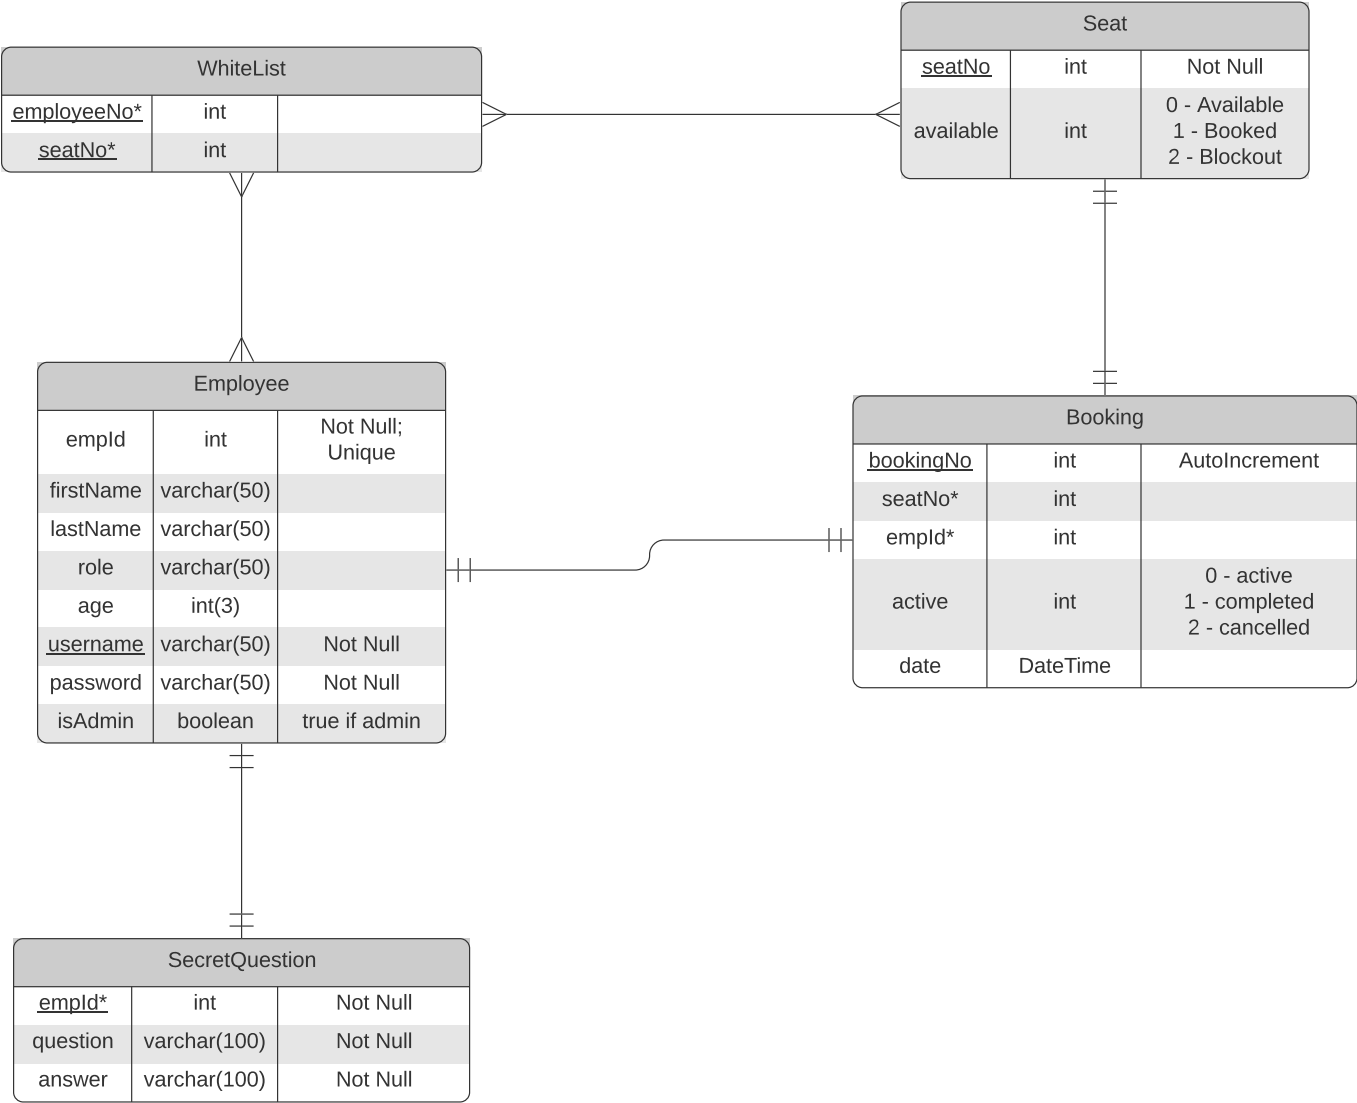 WhiteList
employeeNo* int
seatNo* int
Seat
seatNo int Not Null
available int 0 - Available
1 - Booked
2 - Blockout
Employee
empId int Not Null;
Unique
firstName varchar(50)
lastName varchar(50)
role varchar(50)
age int(3)
username varchar(50) Not Null
password varchar(50) Not Null
isAdmin boolean true if admin
Booking
bookingNo int AutoIncrement
seatNo* int
empId* int
active int 0 - active
1 - completed
2 - cancelled
date DateTime
SecretQuestion
empId* int Not Null
question varchar(100) Not Null
answer varchar(100) Not Null